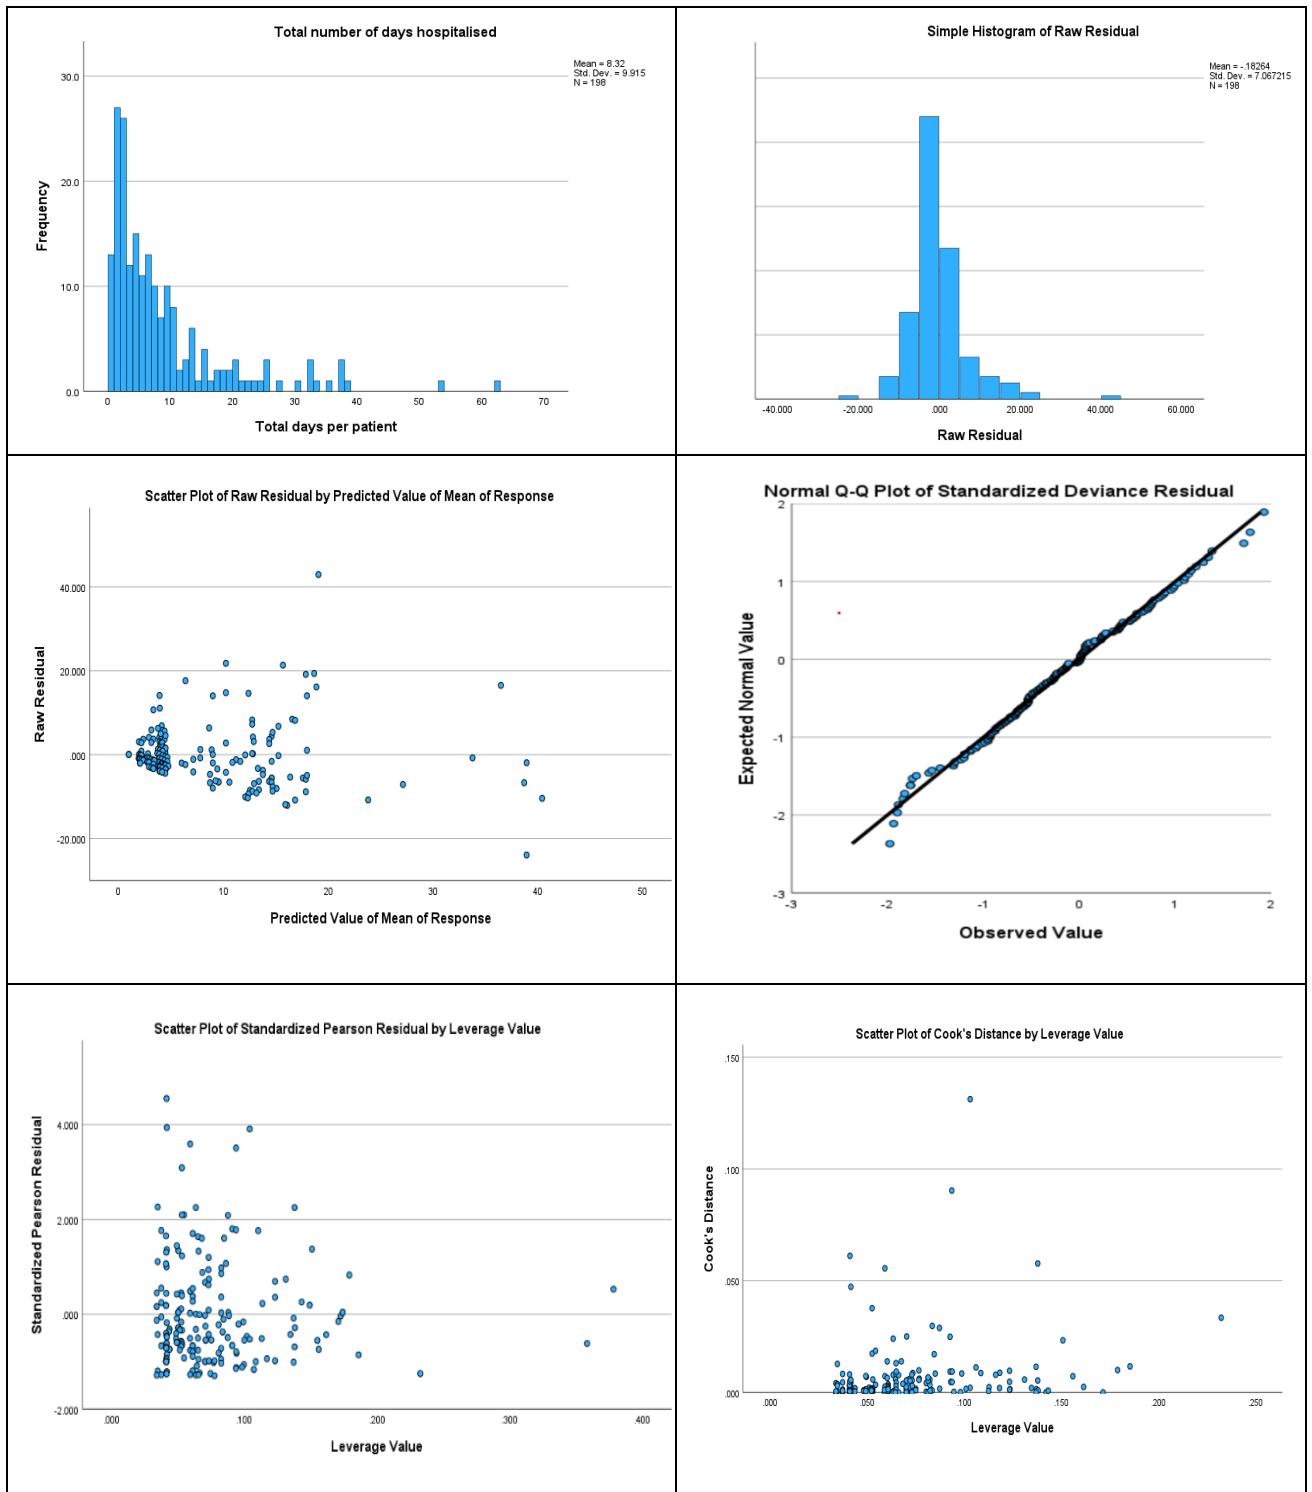 Total number of days hospitalised
Mean = 8.32
Std. Dev. = 9.915
N = 198
30.0
20.0
10.0
0.0
Frequency
0 10 20 30 40 50 60 70
Total days per patient
Simple Histogram of Raw Residual
Mean = -.18264
Std. Dev. = 7.067215
N = 198
-40.000 -20.000 .000 20.000 40.000 60.000
Raw Residual
Scatter Plot of Raw Residual by Predicted Value of Mean of Response
40.000
20.000
.000
-20.000
Raw Residual
0 10 20 30 40 50
Predicted Value of Mean of Response
Normal Q-Q Plot of Standardized Deviance Residual
2
1
0
-1
-2
-3
Expected Normal Value
-3 -2 -1 0 1 2
Observed Value
Scatter Plot of Standardized Pearson Residual by Leverage Value
4.000
2.000
.000
-2.000
Standardized Pearson Residual
.000 .100 .200 .300 .400
Leverage Value
Scatter Plot of Cook's Distance by Leverage Value
.150
.100
.050
.000
Cook's Distance
.000 .050 .100 .150 .200 .250
Leverage Value